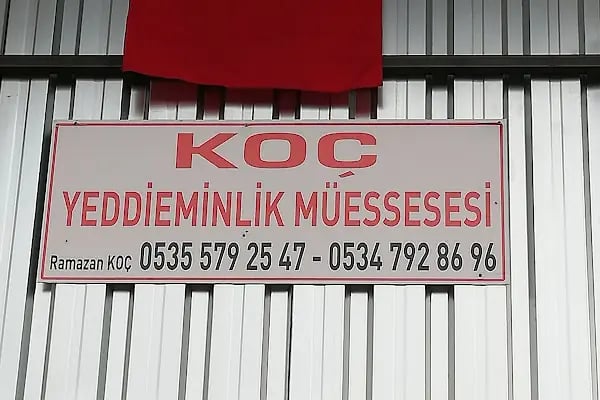 KOÇ
YEDDİEMİNLİK MÜESSESESİ
Ramazan KOÇ 0535 579 25 47 - 0534 792 86 96